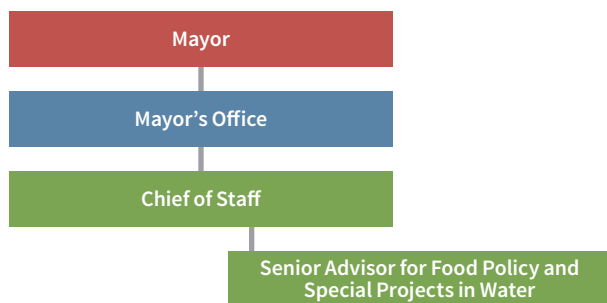 Mayor
Mayor’s Office
Chief of Staff
Senior Advisor for Food Policy and
Special Projects in Water